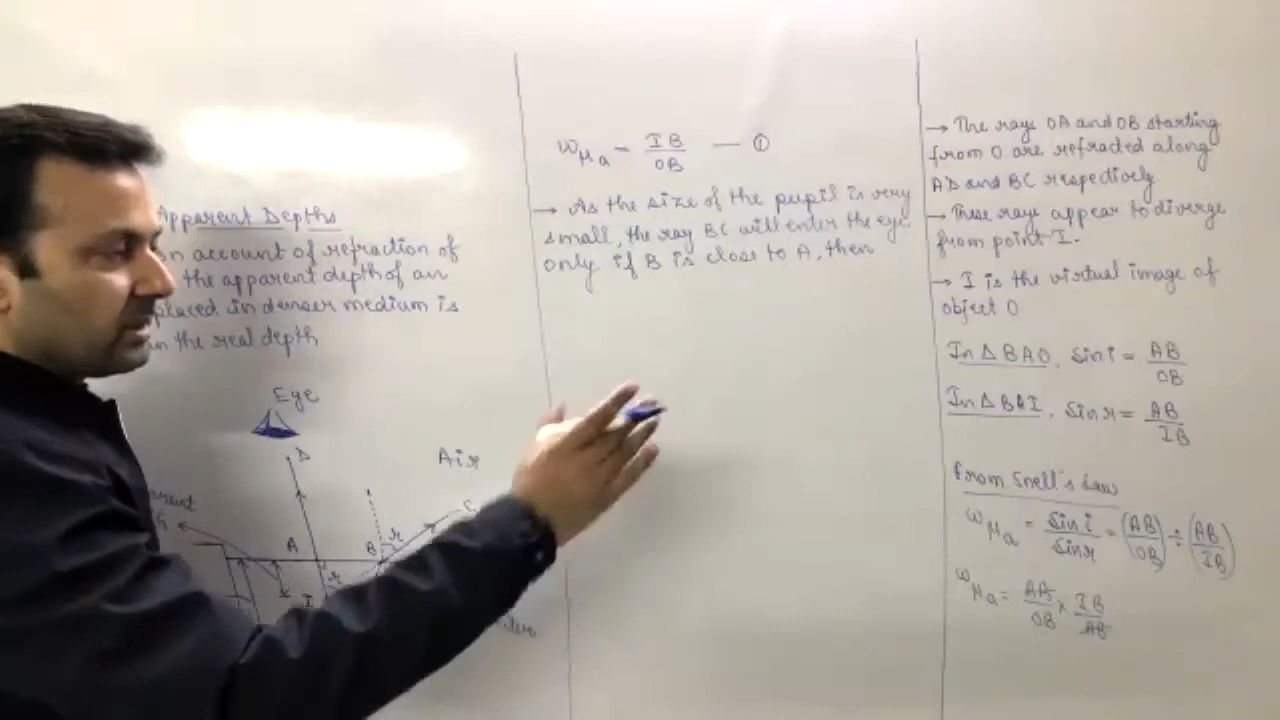 Apparent Depths
on account of refraction of
the apparent depth of an
placed in denser medium is
the real depth
Eye
D
Air
C
r
A
B
r
I
wμa = IB/OB — ①
→ As the size of the pupil is very
small, the ray BC will enter the eye
only if B is close to A, then
→ The rays OA and OB starting
from O are refracted along
AD and BC respectively
→ These rays appear to diverge
from point I.
→ I is the virtual image of
object O
In Δ BAO, sin i = AB/OB
In Δ BAI, sin r = AB/IB
From Snell's Law
wμa = sin i/sin r = (AB/OB) ÷ (AB/IB)
wμa = AB/OB × IB/AB